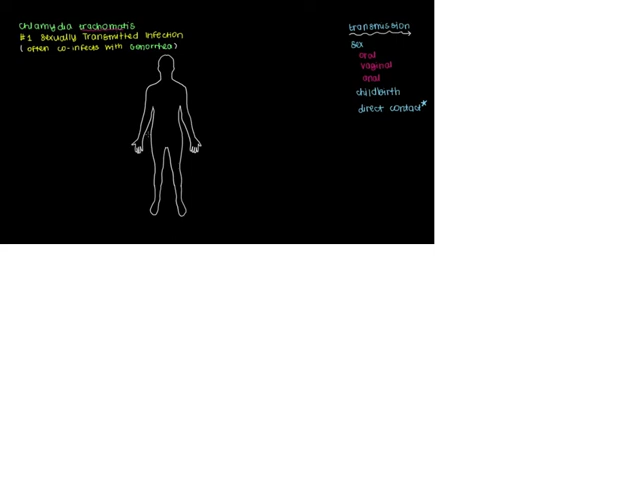 Chlamydia trachomatis
#1 Sexually Transmitted Infection
(often co-infects with Gonorrhea)
transmission
sex
oral
vaginal
anal
childbirth
direct contact*